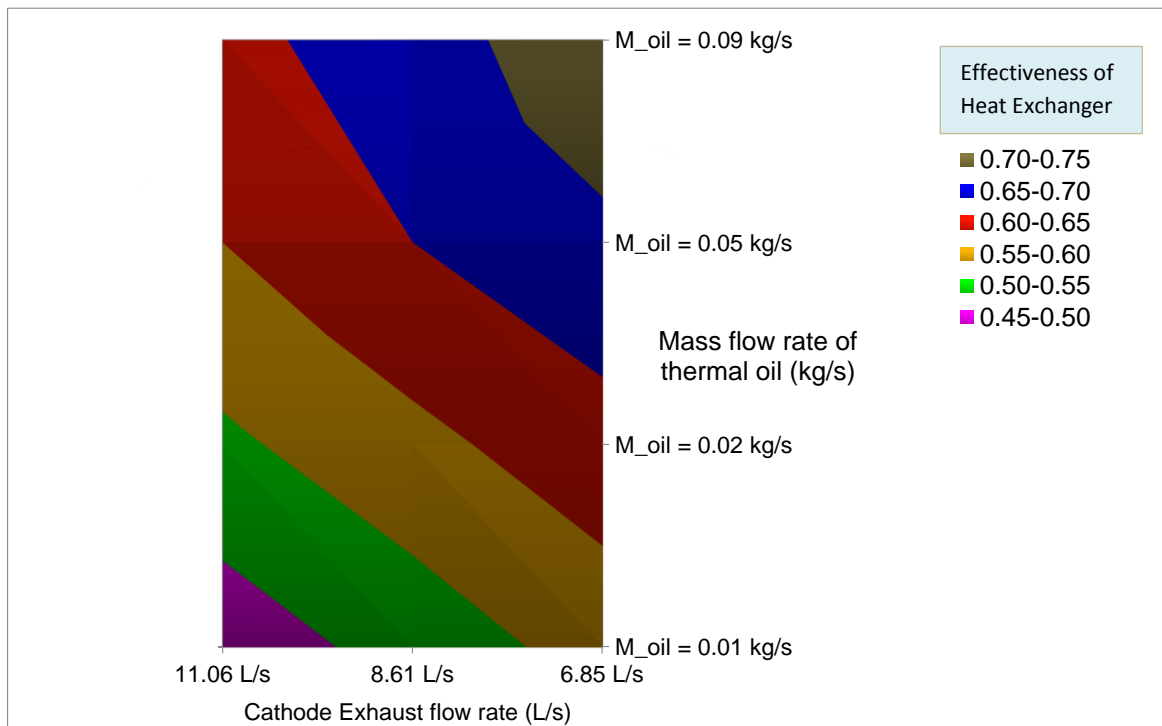 M_oil = 0.09 kg/s
Effectiveness of
Heat Exchanger
0.70-0.75
0.65-0.70
0.60-0.65
0.55-0.60
0.50-0.55
0.45-0.50
M_oil = 0.05 kg/s
Mass flow rate of
thermal oil (kg/s)
M_oil = 0.02 kg/s
M_oil = 0.01 kg/s
11.06 L/s
8.61 L/s
6.85 L/s
Cathode Exhaust flow rate (L/s)